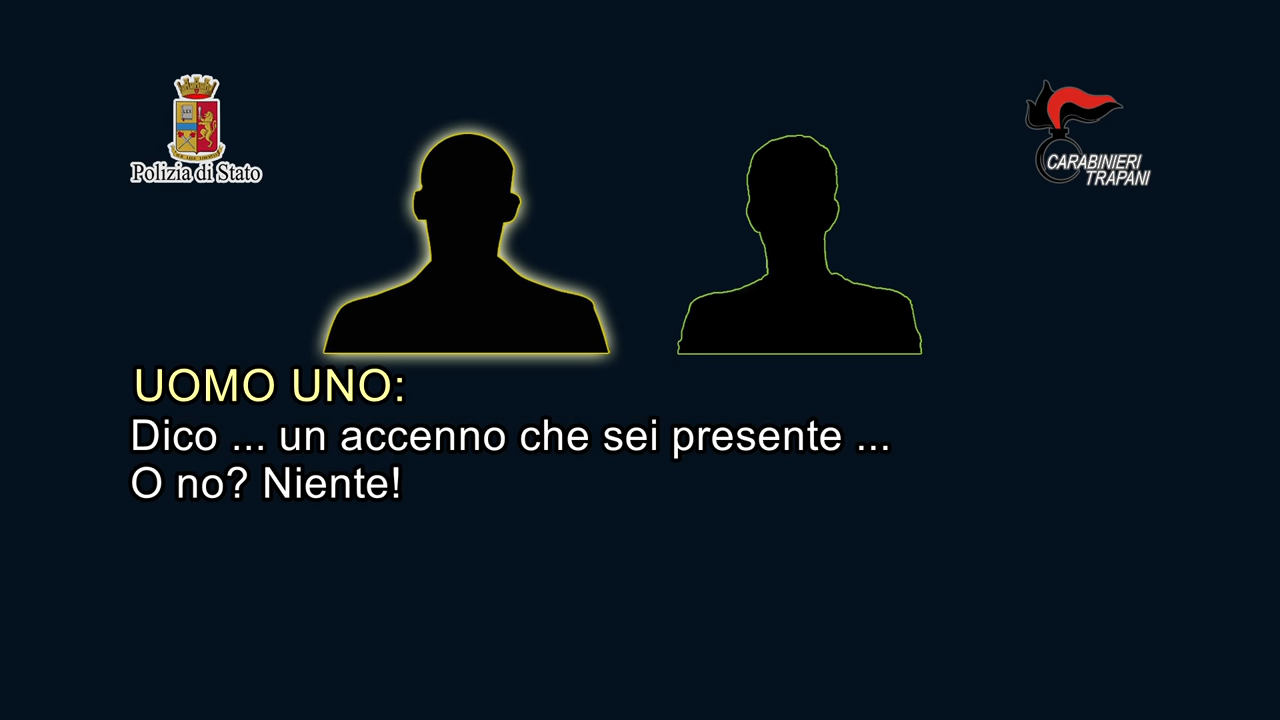 Polizia di Stato
CARABINIERI
TRAPANI
UOMO UNO:
Dico ... un accenno che sei presente ...
O no? Niente!